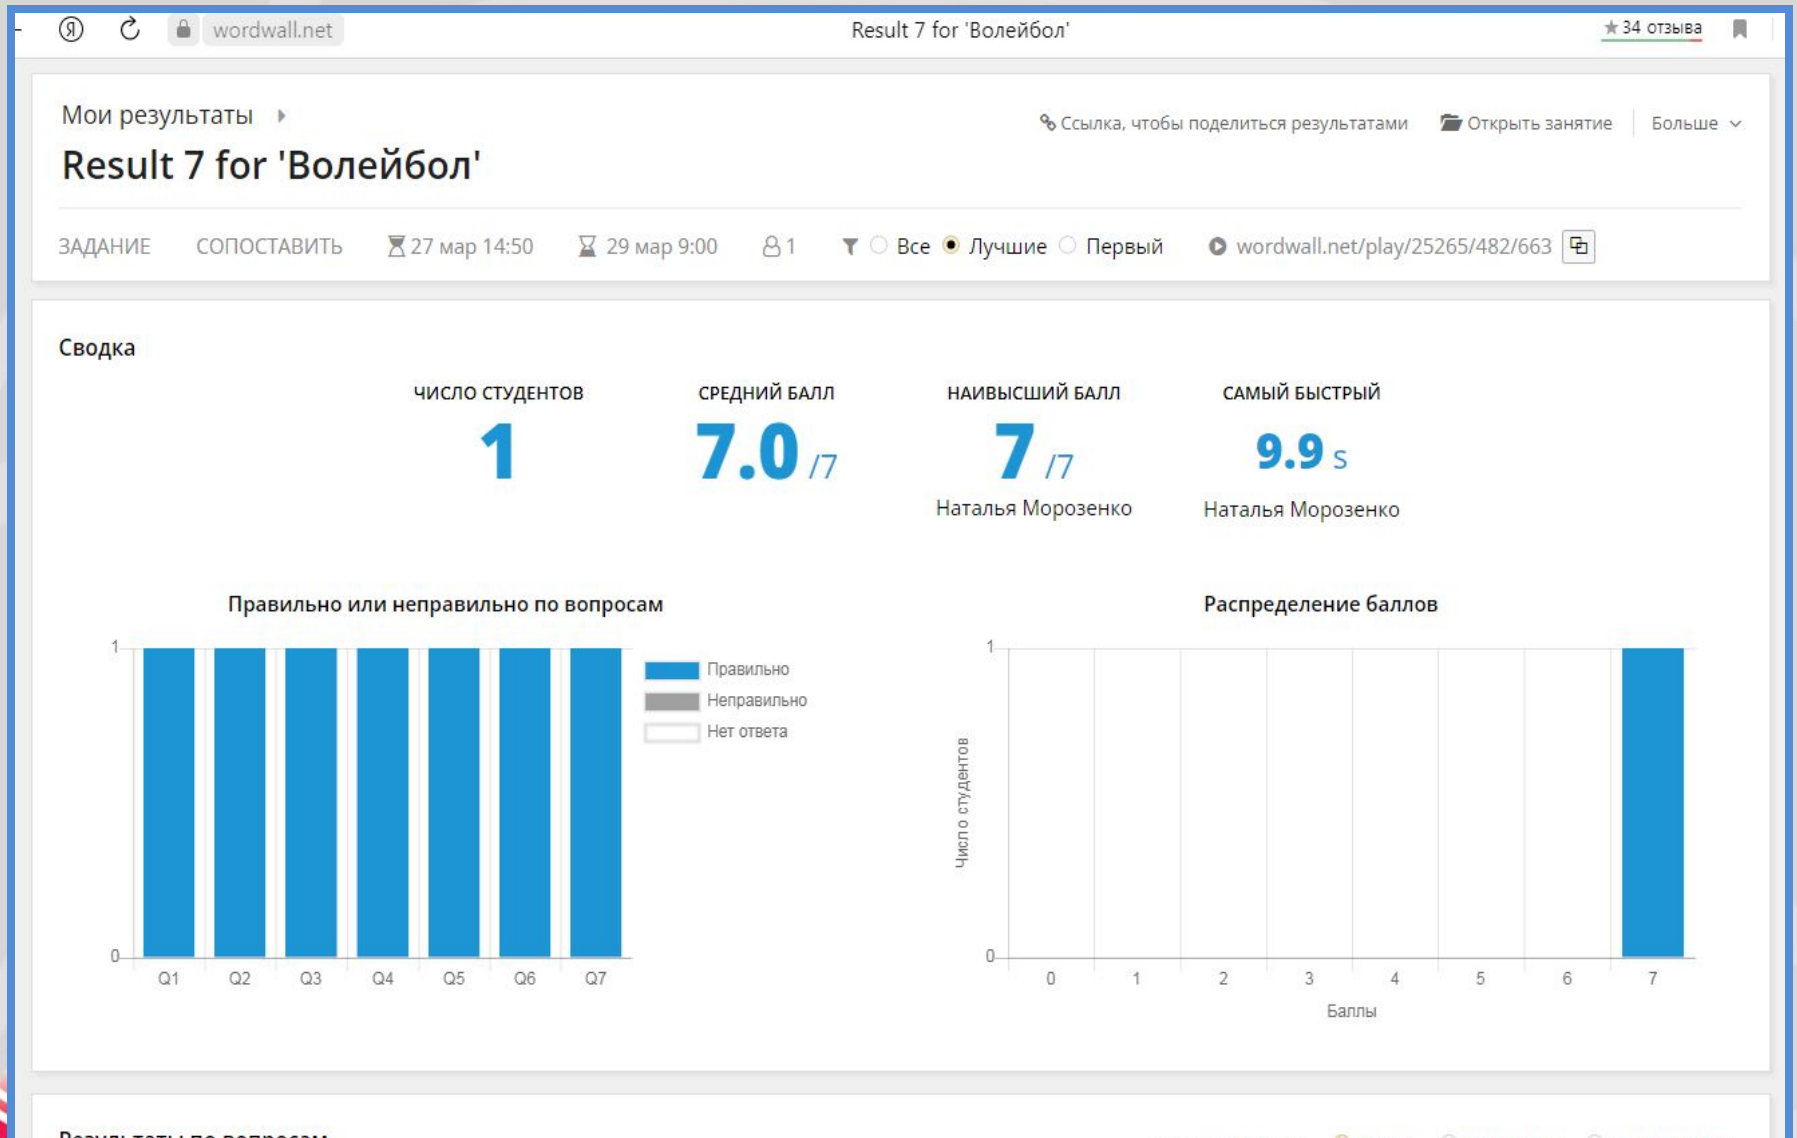 wordwall.net Result 7 for 'Волейбол' 34 отзыва
Мои результаты
Ссылка, чтобы поделиться результатами Открыть занятие Больше
Result 7 for 'Волейбол'
ЗАДАНИЕ СОПОСТАВИТЬ 27 мар 14:50 29 мар 9:00 1 Все Лучшие Первый wordwall.net/play/25265/482/663
Сводка
ЧИСЛО СТУДЕНТОВ СРЕДНИЙ БАЛЛ НАИВЫСШИЙ БАЛЛ САМЫЙ БЫСТРЫЙ
1 7.0 /7 7 /7 9.9 s
Наталья Морозенко Наталья Морозенко
Правильно или неправильно по вопросам
1
Правильно
Неправильно
Нет ответа
0
Q1 Q2 Q3 Q4 Q5 Q6 Q7
Распределение баллов
1
Число студентов
0
0 1 2 3 4 5 6 7
Баллы
Результаты по вопросам